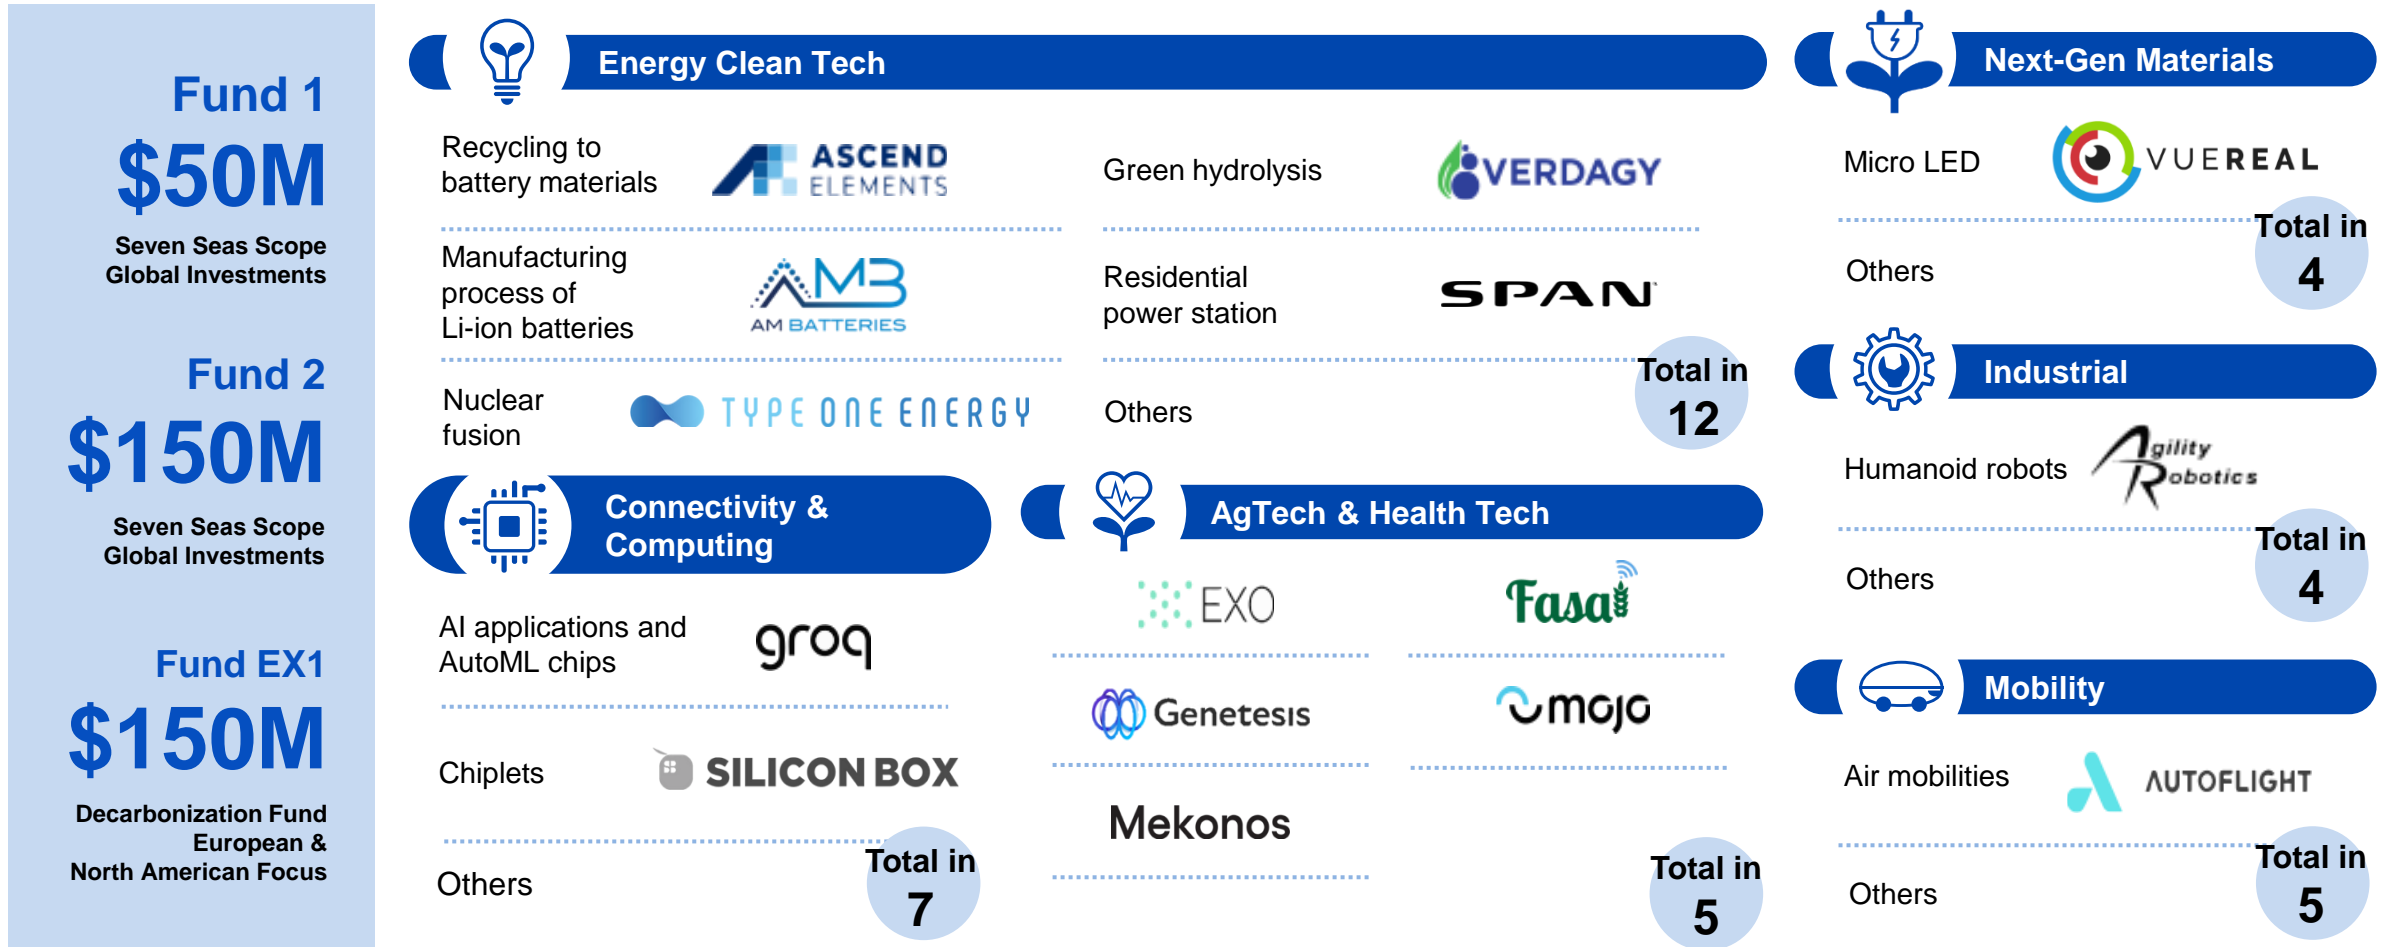 Fund 1
$50M
Seven Seas Scope
Global Investments
Fund 2
$150M
Seven Seas Scope
Global Investments
Fund EX1
$150M
Decarbonization Fund
European &
North American Focus
Energy Clean Tech
Recycling to
battery materials
ASCEND
ELEMENTS
Manufacturing
process of
Li-ion batteries
AMB
AM BATTERIES
Nuclear
fusion
TYPE ONE ENERGY
Green hydrolysis
VERDAGY
Residential
power station
SPAN
Others
Total in
12
Connectivity &
Computing
AI applications and
AutoML chips
groq
Chiplets
SILICON BOX
Others
Total in
7
AgTech & Health Tech
EXO
Fasal
Genetesis
mojo
Mekonos
Total in
5
Next-Gen Materials
Micro LED
VUEREAL
Others
Total in
4
Industrial
Humanoid robots
Agility
Robotics
Others
Total in
4
Mobility
Air mobilities
AUTOFLIGHT
Others
Total in
5